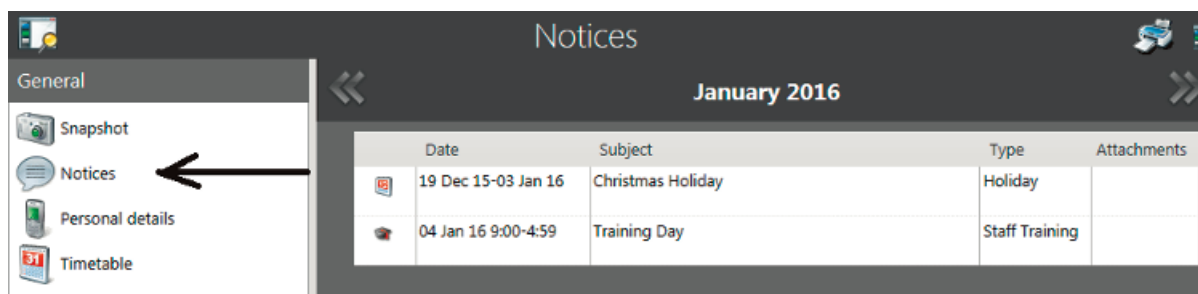 Notices
General
January 2016
Snapshot
Notices
Personal details
31
Timetable
Date Subject Type Attachments
19 Dec 15-03 Jan 16 Christmas Holiday Holiday
04 Jan 16 9:00-4:59 Training Day Staff Training